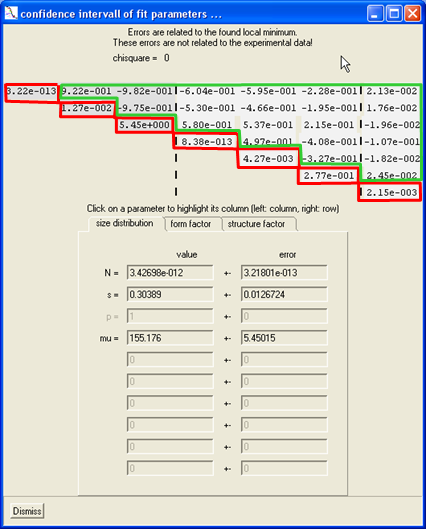 confidence intervall of fit parameters ...
Errors are related to the found local minimum.
These errors are not related to the experimental data!
chisquare = 0
3.22e-013 9.22e-001 -9.82e-001 -6.04e-001 -5.95e-001 -2.28e-001 2.13e-002
1.27e-002 -9.75e-001 -5.30e-001 -4.66e-001 -1.95e-001 1.76e-002
5.45e+000 5.80e-001 5.37e-001 2.15e-001 -1.96e-002
8.38e-013 4.97e-001 -4.08e-001 -1.07e-001
4.27e-003 -3.27e-001 -1.82e-002
2.77e-001 2.45e-002
2.15e-003
Click on a parameter to highlight its column (left: column, right: row)
size distribution form factor structure factor
value error
N = 3.42698e-012 +- 3.21801e-013
s = 0.30389 +- 0.0126724
p = 1 +- 0
mu = 155.176 +- 5.45015
0 +- 0
0 +- 0
0 +- 0
0 +- 0
0 +- 0
0 +- 0
Dismiss